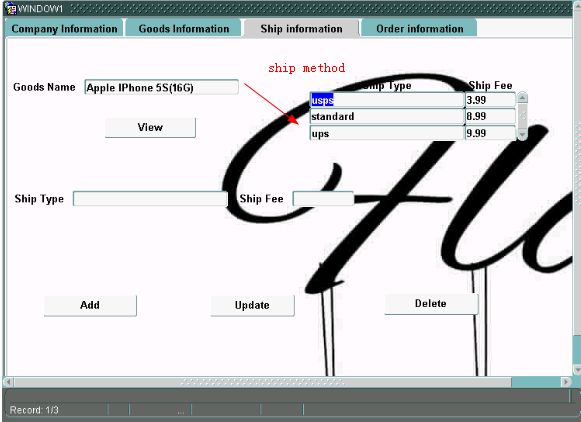 WINDOW1
Company Information Goods Information Ship information Order information
ship method
Goods Name Apple IPhone 5S(16G) Ship Type Ship Fee
usps 3.99
standard 8.99
ups 9.99
View
Ship Type Ship Fee
Add Update Delete
Record: 1/3 ...